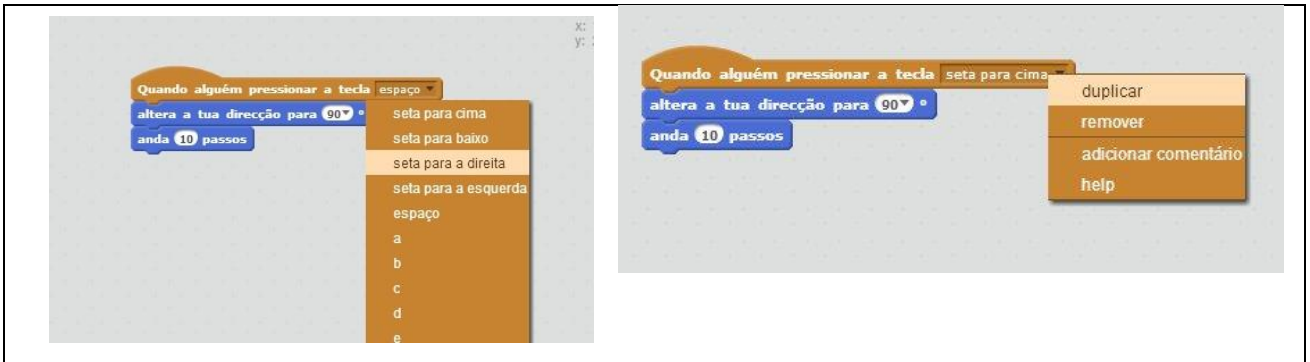 x:
y:
Quando alguém pressionar a tecla espaço
altera a tua direcção para 90 °
anda 10 passos
seta para cima
seta para baixo
seta para a direita
seta para a esquerda
espaço
a
b
c
d
e
Quando alguém pressionar a tecla seta para cima
altera a tua direcção para 90 °
anda 10 passos
duplicar
remover
adicionar comentário
help